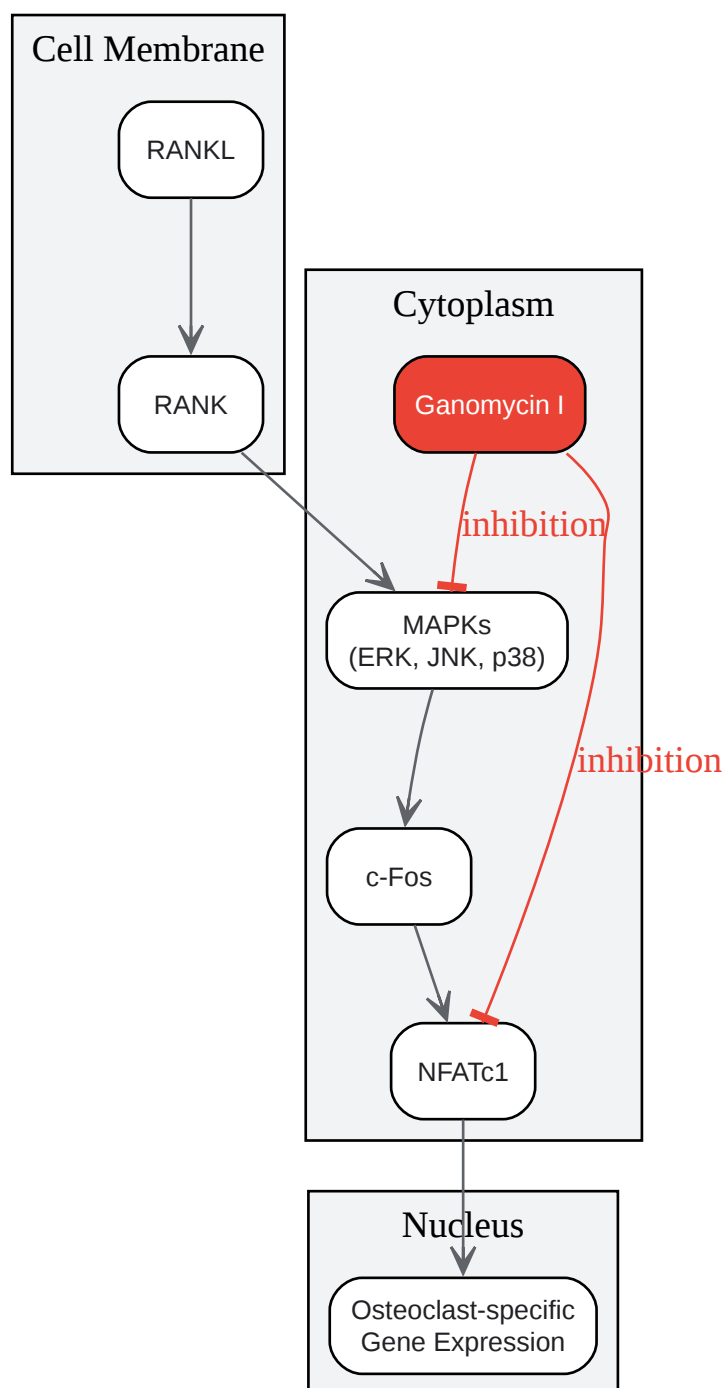 Cell Membrane
RANKL
RANK
Cytoplasm
Ganomycin I
inhibition
MAPKs
(ERK, JNK, p38)
inhibition
c-Fos
NFATc1
Nucleus
Osteoclast-specific
Gene Expression